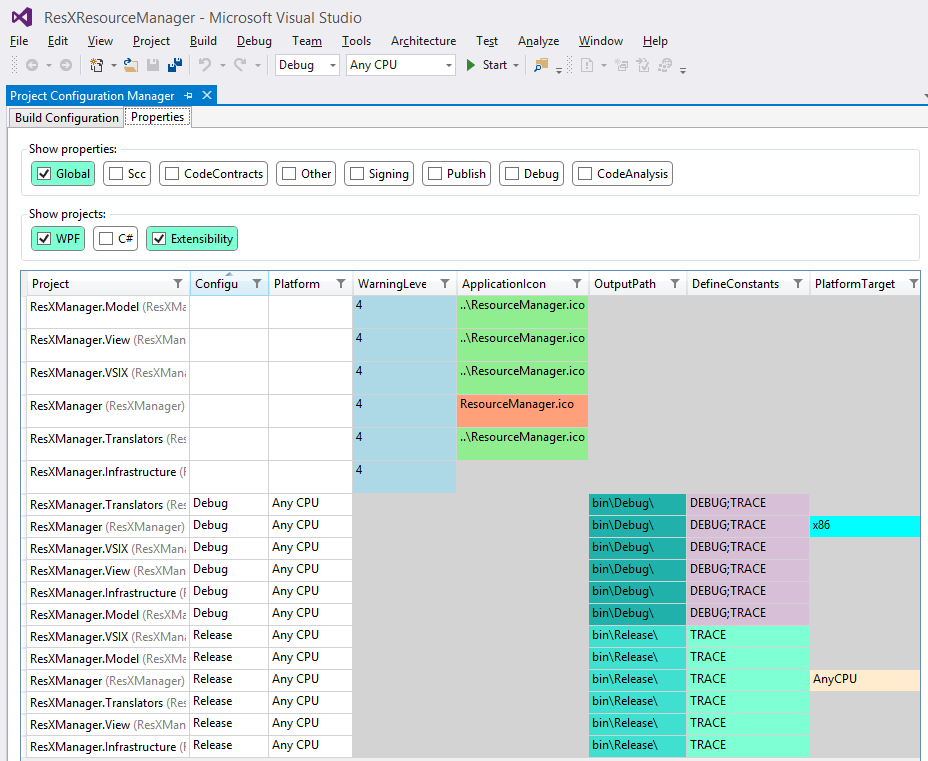 ResXResourceManager - Microsoft Visual Studio
File Edit View Project Build Debug Team Tools Architecture Test Analyze Window Help
Debug Any CPU Start
Project Configuration Manager
Build Configuration Properties
Show properties:
Global Scc CodeContracts Other Signing Publish Debug CodeAnalysis
Show projects:
WPF C# Extensibility
Project Configu Platform WarningLeve ApplicationIcon OutputPath DefineConstants PlatformTarget
ResXManager.Model (ResXMa 4 ..\ResourceManager.ico
ResXManager.View (ResXMan 4 ..\ResourceManager.ico
ResXManager.VSIX (ResXMana 4 ..\ResourceManager.ico
ResXManager (ResXManager) 4 ResourceManager.ico
ResXManager.Translators (Res 4 ..\ResourceManager.ico
ResXManager.Infrastructure (R 4
ResXManager.Translators (Res Debug Any CPU bin\Debug\ DEBUG;TRACE
ResXManager (ResXManager) Debug Any CPU bin\Debug\ DEBUG;TRACE x86
ResXManager.VSIX (ResXMana Debug Any CPU bin\Debug\ DEBUG;TRACE
ResXManager.View (ResXMan Debug Any CPU bin\Debug\ DEBUG;TRACE
ResXManager.Infrastructure (R Debug Any CPU bin\Debug\ DEBUG;TRACE
ResXManager.Model (ResXMa Debug Any CPU bin\Debug\ DEBUG;TRACE
ResXManager.VSIX (ResXMana Release Any CPU bin\Release\ TRACE
ResXManager.Model (ResXMa Release Any CPU bin\Release\ TRACE
ResXManager (ResXManager) Release Any CPU bin\Release\ TRACE AnyCPU
ResXManager.Translators (Res Release Any CPU bin\Release\ TRACE
ResXManager.View (ResXMan Release Any CPU bin\Release\ TRACE
ResXManager.Infrastructure (R Release Any CPU bin\Release\ TRACE